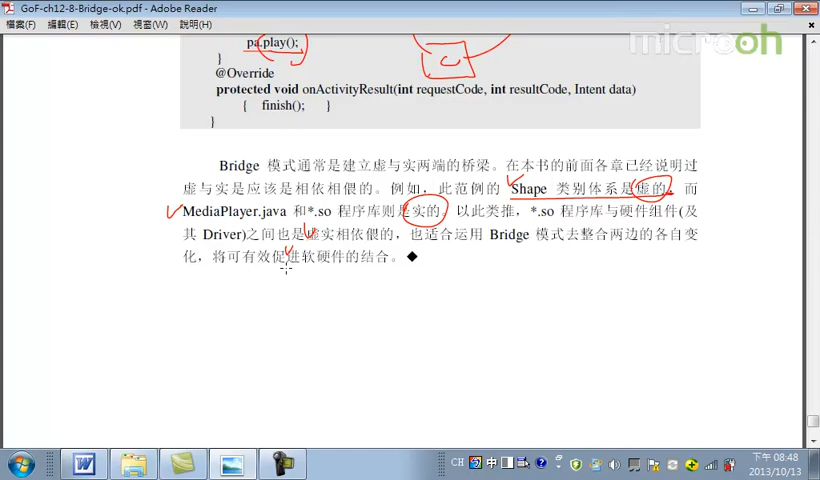 GoF-ch12-8-Bridge-ok.pdf - Adobe Reader
檔案(F) 編輯(E) 檢視(V) 視窗(W) 說明(H)
microoh
pa.play();
}
@Override
protected void onActivityResult(int requestCode, int resultCode, Intent data)
{ finish(); }
}
Bridge 模式通常是建立虚与实两端的桥梁。在本书的前面各章已经说明过
虚与实是应该是相依相偎的。例如，此范例的 Shape 类别体系是虚的，而
MediaPlayer.java 和*.so 程序库则是实的。以此类推，*.so 程序库与硬件组件(及
其 Driver)之间也是虚实相依偎的，也适合运用 Bridge 模式去整合两边的各自变
化，将可有效促进软硬件的结合。◆
CH 中
下午 08:48
2013/10/13